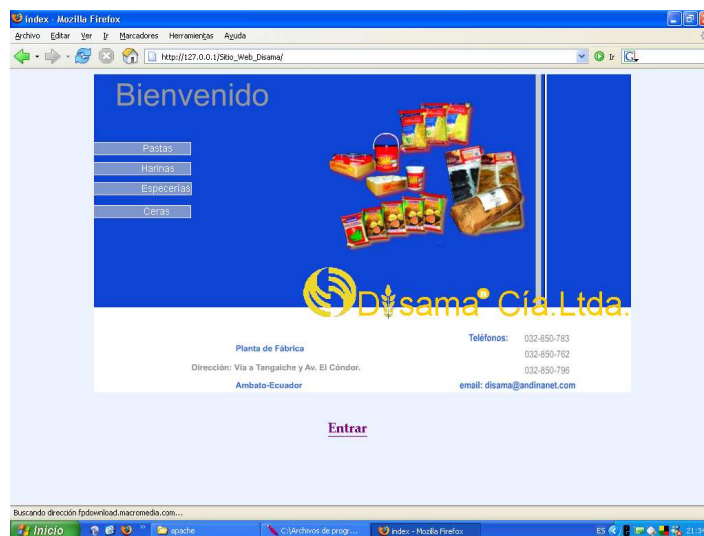 index - Mozilla Firefox
Archivo Editar Ver Ir Marcadores Herramientas Ayuda
http://127.0.0.1/Sitio_Web_Disama/ Ir
Bienvenido
Pastas
Harinas
Especerías
Ceras
Disama Cía.Ltda.
Teléfonos: 032-850-783
032-850-762
032-850-796
Planta de Fábrica
Dirección: Vía a Tangaiche y Av. El Cóndor.
Ambato-Ecuador
email: disama@andinanet.com
Entrar
Buscando dirección fpdownload.macromedia.com...
Inicio apache C:\Archivos de progr... index - Mozilla Firefox ES 21:34